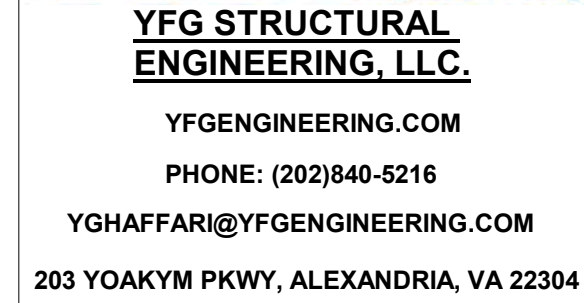 YFG STRUCTURAL
ENGINEERING, LLC.
YFGENGINEERING.COM
PHONE: (202)840-5216
YGHAFFARI@YFGENGINEERING.COM
203 YOAKYM PKWY, ALEXANDRIA, VA 22304